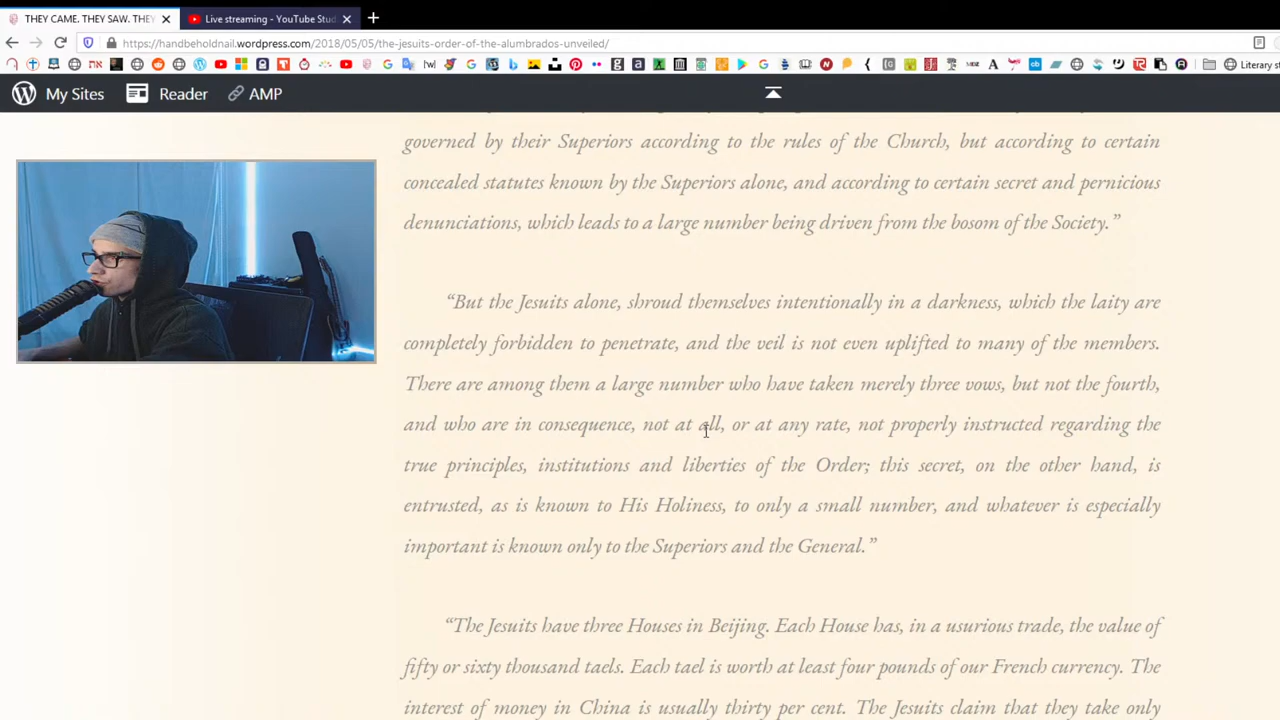 THEY CAME. THEY SAW. THEY
Live streaming - YouTube Stud
https://handbeholdnail.wordpress.com/2018/05/05/the-jesuits-order-of-the-alumbrados-unveiled/
Literary st
My Sites
Reader
AMP
governed by their Superiors according to the rules of the Church, but according to certain
concealed statutes known by the Superiors alone, and according to certain secret and pernicious
denunciations, which leads to a large number being driven from the bosom of the Society.”
“But the Jesuits alone, shroud themselves intentionally in a darkness, which the laity are
completely forbidden to penetrate, and the veil is not even uplifted to many of the members.
There are among them a large number who have taken merely three vows, but not the fourth,
and who are in consequence, not at all, or at any rate, not properly instructed regarding the
true principles, institutions and liberties of the Order; this secret, on the other hand, is
entrusted, as is known to His Holiness, to only a small number, and whatever is especially
important is known only to the Superiors and the General.”
“The Jesuits have three Houses in Beijing. Each House has, in a usurious trade, the value of
fifty or sixty thousand taels. Each tael is worth at least four pounds of our French currency. The
interest of money in China is usually thirty per cent. The Jesuits claim that they take only